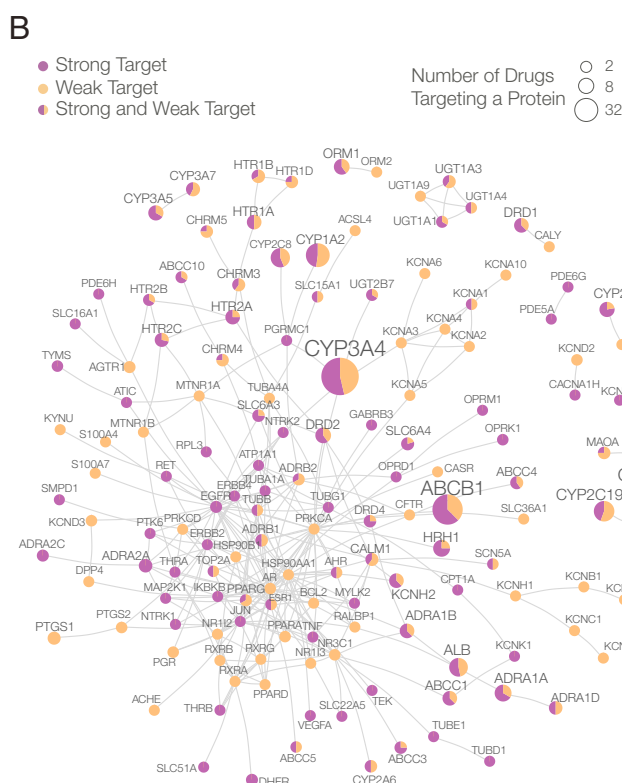 B
Strong Target
Weak Target
Strong and Weak Target
Number of Drugs
Targeting a Protein
2
8
32
ORM1
ORM2
HTR1B
HTR1D
CYP3A7
CYP3A5
UGT1A3
UGT1A9
UGT1A4
UGT1A1
HTR1A
CHRM5
ACSL4
DRD1
CALY
CYP2C8
CYP1A2
ABCC10
CHRM3
SLC15A1
UGT2B7
KCNA6
KCNA10
PDE6G
PDE6H
HTR2B
HTR2A
KCNA1
PDE5A
CYP2
SLC16A1
HTR2C
PGRMC1
KCNA3
KCNA4
KCNA2
CYP3A4
TYMS
AGTR1
CHRM4
KCND2
ATIC
MTNR1A
TUBA4A
KCNA5
CACNA1H
KCN
SLC6A3
GABRB3
OPRM1
KYNU
MTNR1B
NTRK2
DRD2
S100A4
RPL3
SLC6A4
OPRK1
MAOA
ATP1A1
S100A7
RET
ERBB4
ADRB2
OPRD1
CASR
ABCC4
SMPD1
EGFR
TUBA1A
TUBB
TUBG1
ABCB1
C
CYP2C19
KCND3
PTK6
PRKCD
PRKCA
DRD4
CFTR
SLC36A1
ERBB2
ADRB1
ADRA2C
ADRA2A
HSP90B1
HRH1
THRA
TOP2A
HSP90AA1
AHR
CALM1
SCN5A
DPP4
MAP2K1
IKBKB
PPARG
AR
KCNH2
CPT1A
KCNH1
KCNB1
PTGS1
PTGS2
NTRK1
JUN
ESR1
BCL2
MYLK2
NR1I2
PPARA
TNF
RALBP1
ADRA1B
KCNC1
PGR
RXRB
RXRG
NR1I3
NR3C1
ALB
KCNK1
KCN
RXRA
PPARD
ABCC1
ADRA1A
ADRA1D
ACHE
THRB
VEGFA
SLC22A5
TEK
TUBE1
SLC51A
DHFR
ABCC5
CYP2A6
ABCC3
TUBD1